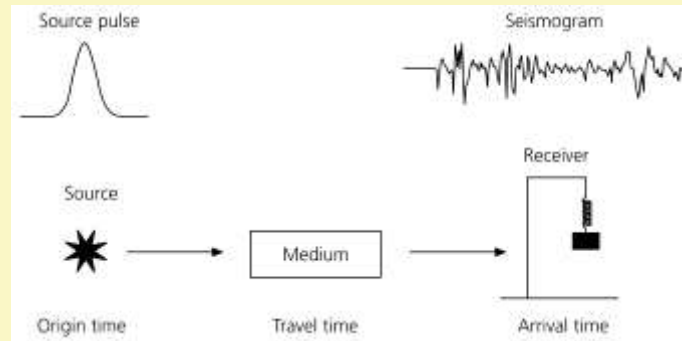 Source pulse
Seismogram
Receiver
Source
Medium
Origin time
Travel time
Arrival time